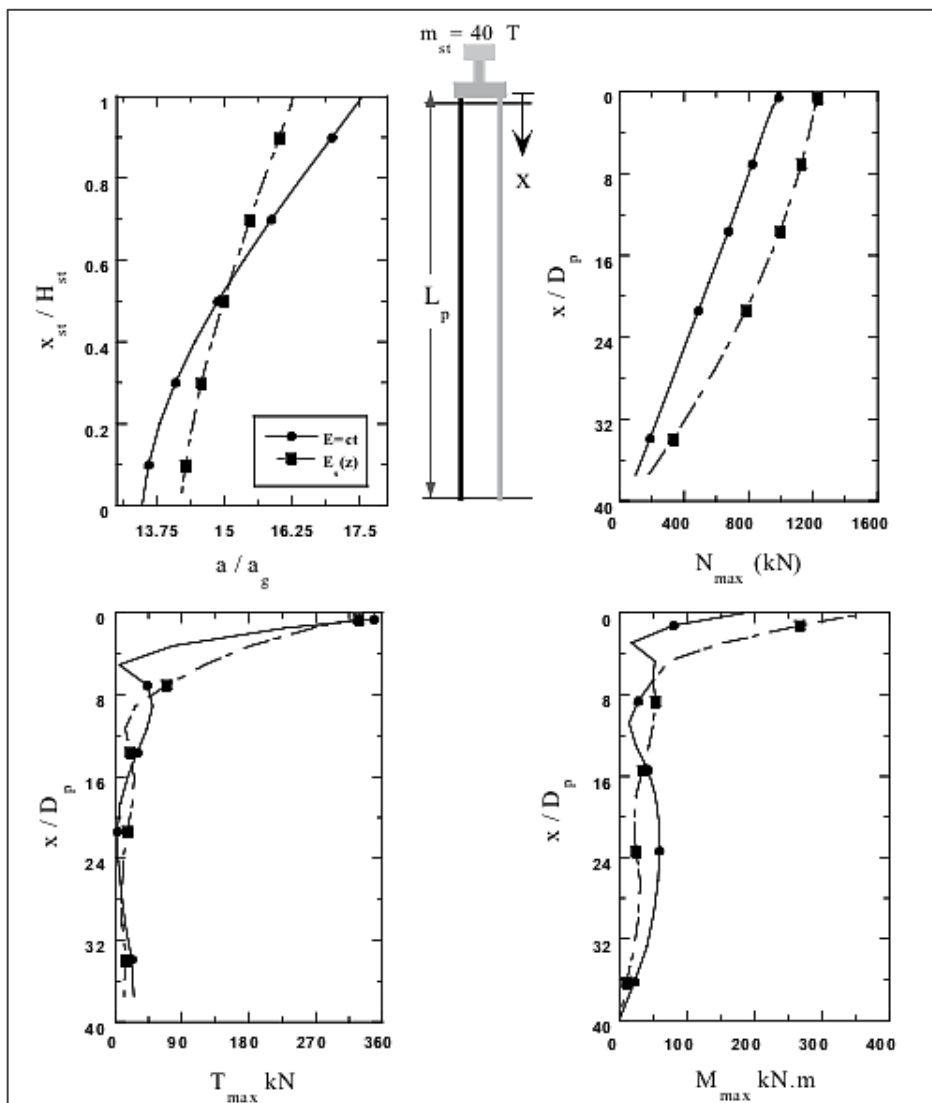 m_st = 40 T
1
0.8
0.6
0.4
0.2
0
x_st / H_st
E=ct
E_s(z)
13.75 15 16.25 17.5
a / a_g
L_p
x
0
8
16
24
32
40
x / D_p
0 400 800 1200 1600
N_max (kN)
0
8
16
24
32
40
x / D_p
0 90 180 270 360
T_max kN
0
8
16
24
32
40
x / D_p
0 100 200 300 400
M_max kN.m